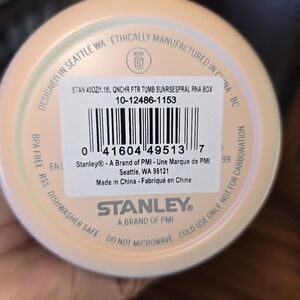 DESIGNED IN SEATTLE WA · ETHICALLY MANUFACTURED IN CHINA · BC
STAN 40OZ/1.18L QNCHR PTR TUMB SUNRSESPRAL RNA BOX
10-12486-1153
0 41604 49513 7
Stanley® - A Brand of PMI - Une Marque de PMI
Seattle, WA 98121
Made in China - Fabriqué en China
STANLEY®
A BRAND OF PMI
BPA FREE · RSS · DISHWASHER SAFE
DO NOT MICROWAVE · COLD USE ONLY NOT FOR CARBONATION